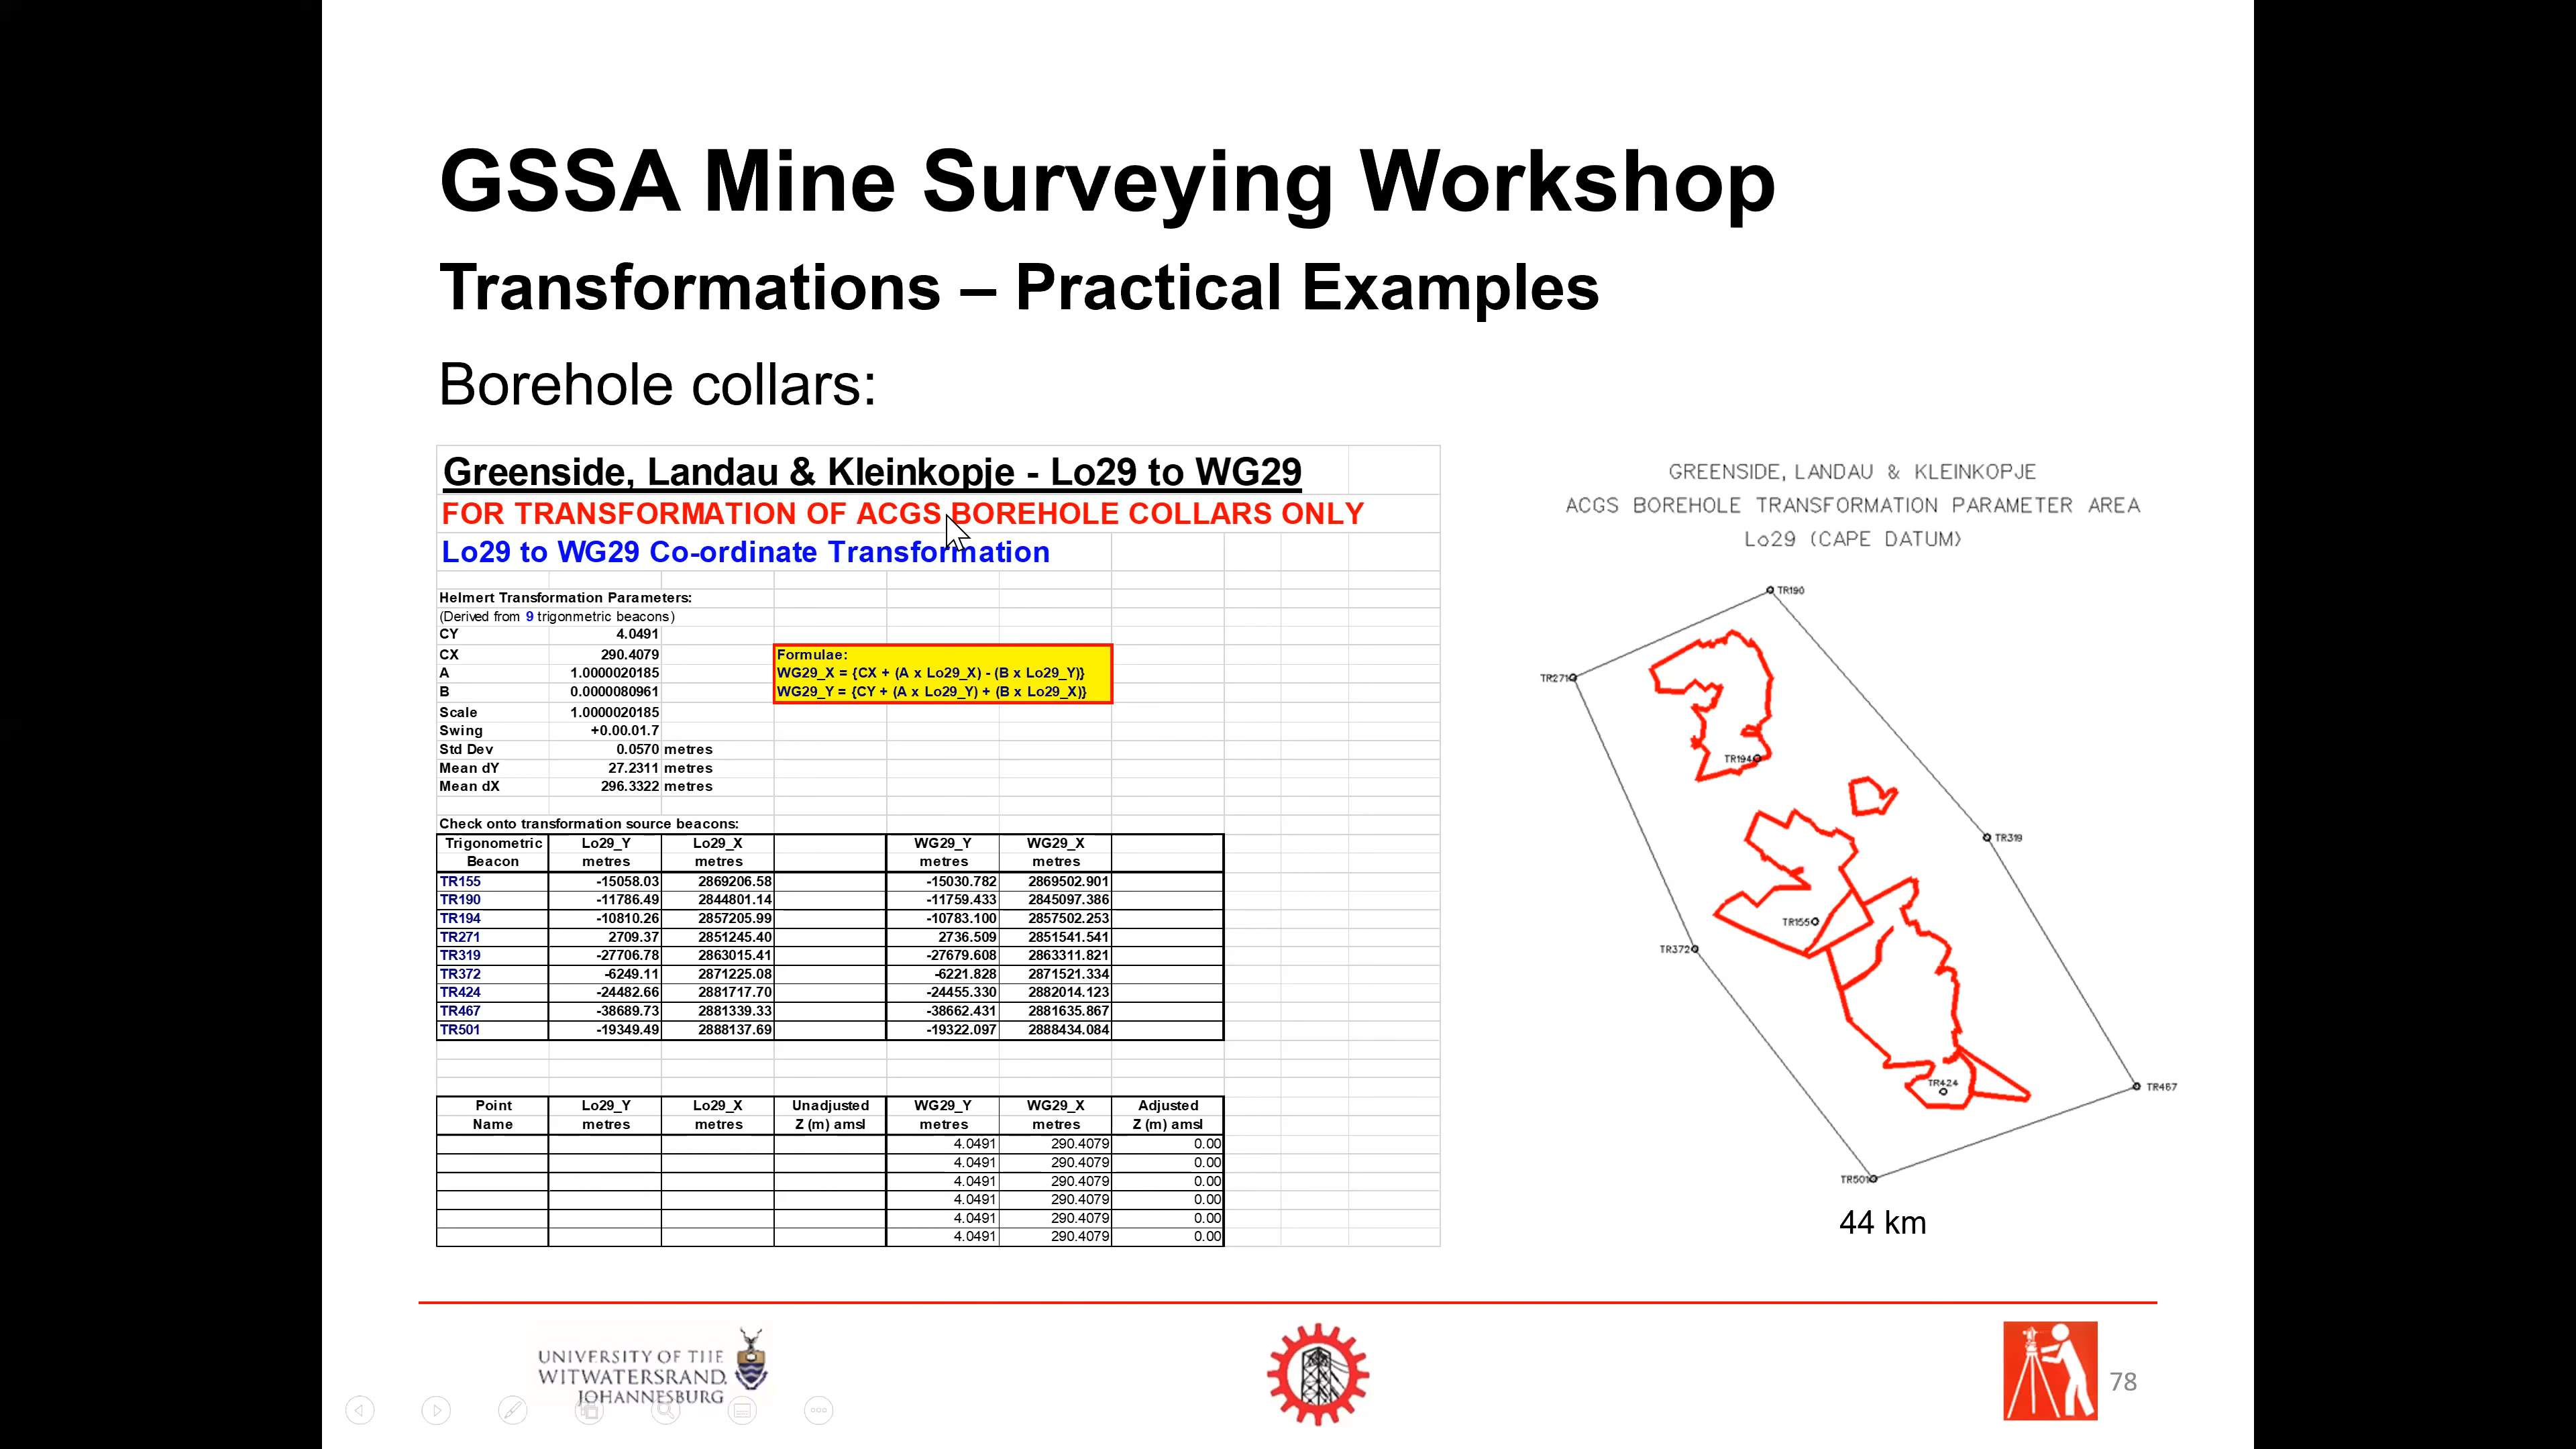 GSSA Mine Surveying Workshop
Transformations – Practical Examples
Borehole collars:
Greenside, Landau & Kleinkopje - Lo29 to WG29
FOR TRANSFORMATION OF ACGS BOREHOLE COLLARS ONLY
Lo29 to WG29 Co-ordinate Transformation
Helmert Transformation Parameters:
(Derived from 9 trigonmetric beacons)
CY 4.0491
CX 290.4079
A 1.0000020185
B 0.0000080961
Scale 1.0000020185
Swing +0.00.01.7
Std Dev 0.0570 metres
Mean dY 27.2311 metres
Mean dX 296.3322 metres
Formulae:
WG29_X = {CX + (A x Lo29_X) - (B x Lo29_Y)}
WG29_Y = {CY + (A x Lo29_Y) + (B x Lo29_X)}
Check onto transformation source beacons:
Trigonometric Lo29_Y Lo29_X WG29_Y WG29_X
Beacon metres metres metres metres
TR155 -15058.03 2869206.58 -15030.782 2869502.901
TR190 -11786.49 2844801.14 -11759.433 2845097.386
TR194 -10810.26 2857205.99 -10783.100 2857502.253
TR271 2709.37 2851245.40 2736.509 2851541.541
TR319 -27706.78 2863015.41 -27679.608 2863311.821
TR372 -6249.11 2871225.08 -6221.828 2871521.334
TR424 -24482.66 2881717.70 -24455.330 2882014.123
TR467 -38689.73 2881339.33 -38662.431 2881635.867
TR501 -19349.49 2888137.69 -19322.097 2888434.084
Point Lo29_Y Lo29_X Unadjusted WG29_Y WG29_X Adjusted
Name metres metres Z (m) amsl metres metres Z (m) amsl
4.0491 290.4079 0.00
4.0491 290.4079 0.00
4.0491 290.4079 0.00
4.0491 290.4079 0.00
4.0491 290.4079 0.00
4.0491 290.4079 0.00
GREENSIDE, LANDAU & KLEINKOPJE
ACGS BOREHOLE TRANSFORMATION PARAMETER AREA
Lo29 (CAPE DATUM)
TR190
TR271
TR194
TR319
TR155
TR372
TR424
TR467
TR501
44 km
UNIVERSITY OF THE
WITWATERSRAND,
JOHANNESBURG
78